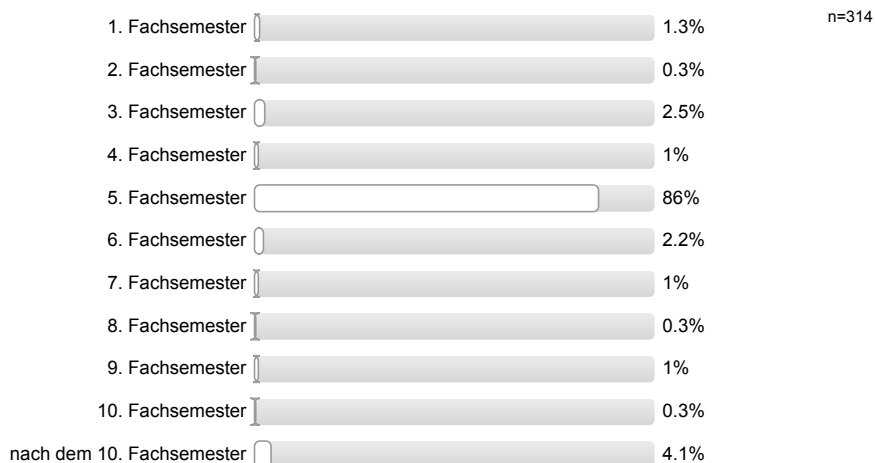 n=314
1. Fachsemester 1.3%
2. Fachsemester 0.3%
3. Fachsemester 2.5%
4. Fachsemester 1%
5. Fachsemester 86%
6. Fachsemester 2.2%
7. Fachsemester 1%
8. Fachsemester 0.3%
9. Fachsemester 1%
10. Fachsemester 0.3%
nach dem 10. Fachsemester 4.1%